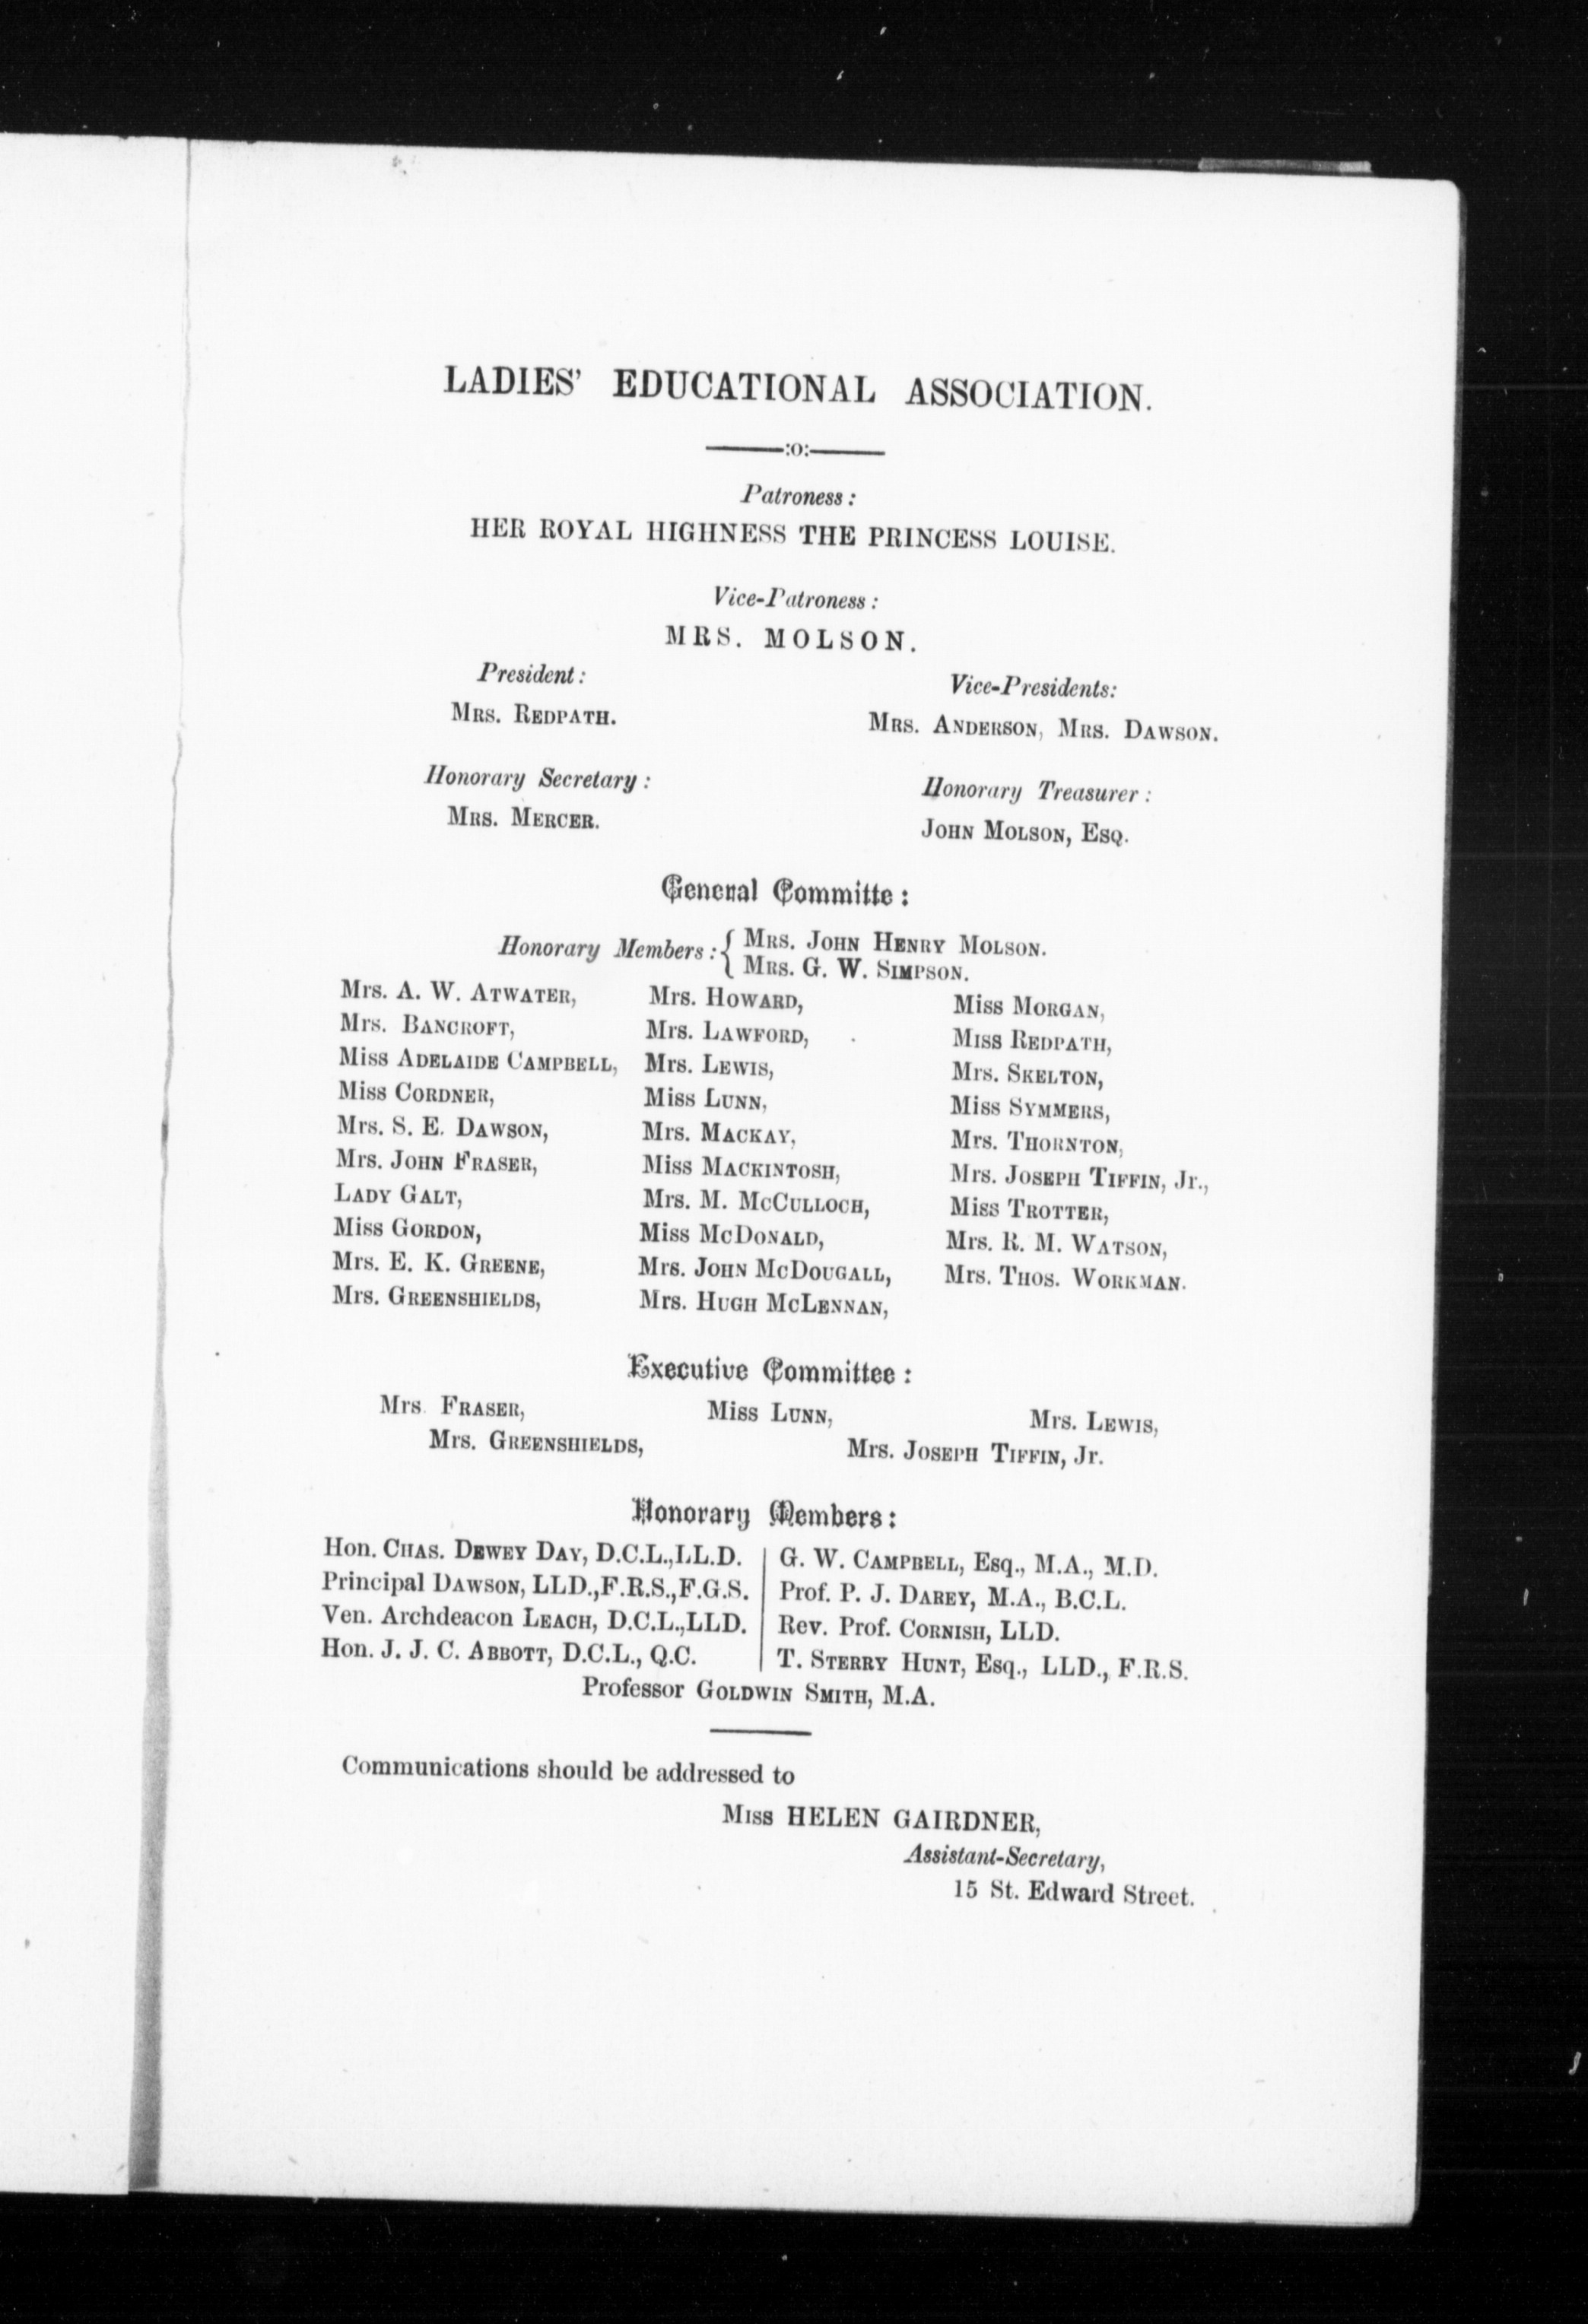 LADIES' EDUCATIONAL ASSOCIATION.
:o:
Patroness:
HER ROYAL HIGHNESS THE PRINCESS LOUISE.
Vice-Patroness:
MRS. MOLSON.
President: Vice-Presidents:
MRS. REDPATH. MRS. ANDERSON, MRS. DAWSON.
Honorary Secretary: Honorary Treasurer:
MRS. MERCER. JOHN MOLSON, ESQ.
General Committe:
Honorary Members: { MRS. JOHN HENRY MOLSON.
MRS. G. W. SIMPSON.
Mrs. A. W. ATWATER, Mrs. HOWARD, Miss MORGAN,
Mrs. BANCROFT, Mrs. LAWFORD, Miss REDPATH,
Miss ADELAIDE CAMPBELL, Mrs. LEWIS, Mrs. SKELTON,
Miss CORDNER, Miss LUNN, Miss SYMMERS,
Mrs. S. E. DAWSON, Mrs. MACKAY, Mrs. THORNTON,
Mrs. JOHN FRASER, Miss MACKINTOSH, Mrs. JOSEPH TIFFIN, Jr.,
LADY GALT, Mrs. M. MCCULLOCH, Miss TROTTER,
Miss GORDON, Miss MCDONALD, Mrs. R. M. WATSON,
Mrs. E. K. GREENE, Mrs. JOHN MCDOUGALL, Mrs. THOS. WORKMAN.
Mrs. GREENSHIELDS, Mrs. HUGH MCLENNAN,
Executive Committee:
Mrs. FRASER, Miss LUNN, Mrs. LEWIS,
Mrs. GREENSHIELDS, Mrs. JOSEPH TIFFIN, Jr.
Honorary Members:
Hon. CHAS. DEWEY DAY, D.C.L.,LL.D. G. W. CAMPBELL, Esq., M.A., M.D.
Principal DAWSON, LLD.,F.R.S.,F.G.S. Prof. P. J. DAREY, M.A., B.C.L.
Ven. Archdeacon LEACH, D.C.L.,LLD. Rev. Prof. CORNISH, LLD.
Hon. J. J. C. ABBOTT, D.C.L., Q.C. T. STERRY HUNT, Esq., LLD., F.R.S.
Professor GOLDWIN SMITH, M.A.
Communications should be addressed to
MISS HELEN GAIRDNER,
Assistant-Secretary,
15 St. Edward Street.